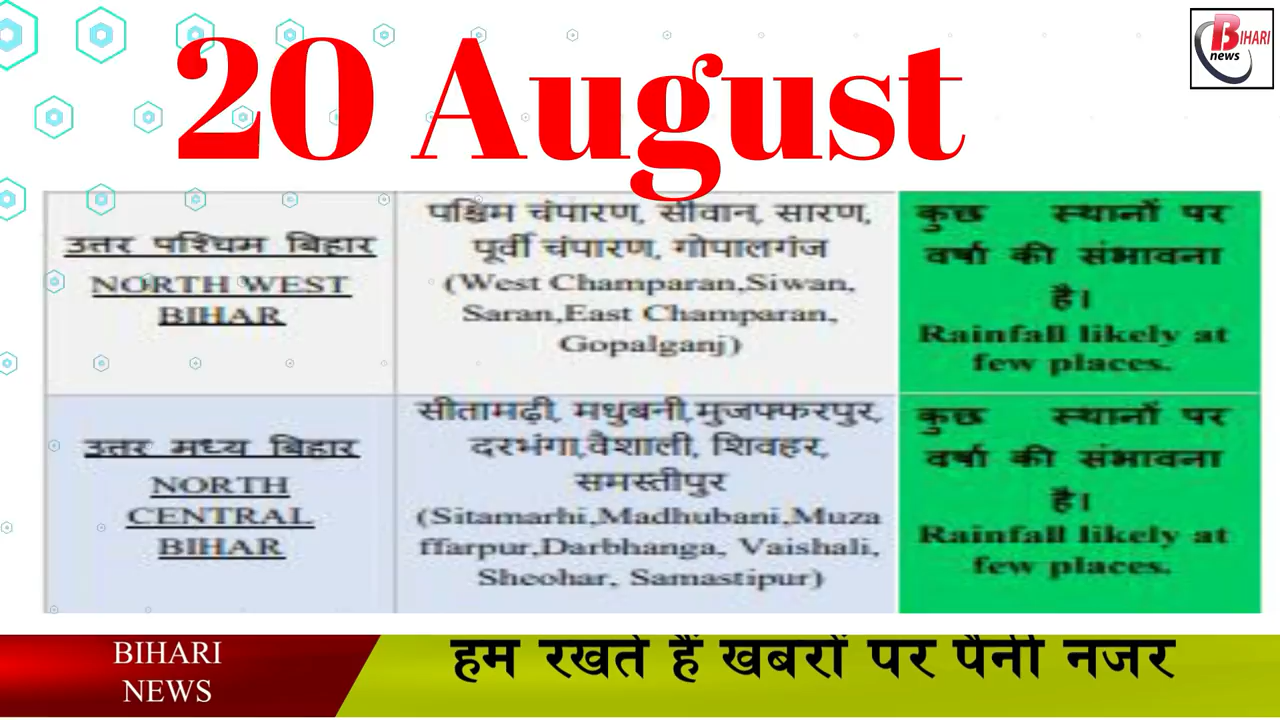 20 August
BIHARI
news
उत्तर पश्चिम बिहार
NORTH WEST
BIHAR
पश्चिम चंपारण, सीवान, सारण,
पूर्वी चंपारण, गोपालगंज
(West Champaran,Siwan,
Saran,East Champaran,
Gopalganj)
कुछ स्थानों पर
वर्षा की संभावना
है।
Rainfall likely at
few places.
उत्तर मध्य बिहार
NORTH
CENTRAL
BIHAR
सीतामढ़ी, मधुबनी,मुजफ्फरपुर,
दरभंगा,वैशाली, शिवहर,
समस्तीपुर
(Sitamarhi,Madhubani,Muza
ffarpur,Darbhanga, Vaishali,
Sheohar, Samastipur)
कुछ स्थानों पर
वर्षा की संभावना
है।
Rainfall likely at
few places.
BIHARI
NEWS
हम रखते हैं खबरों पर पैनी नजर